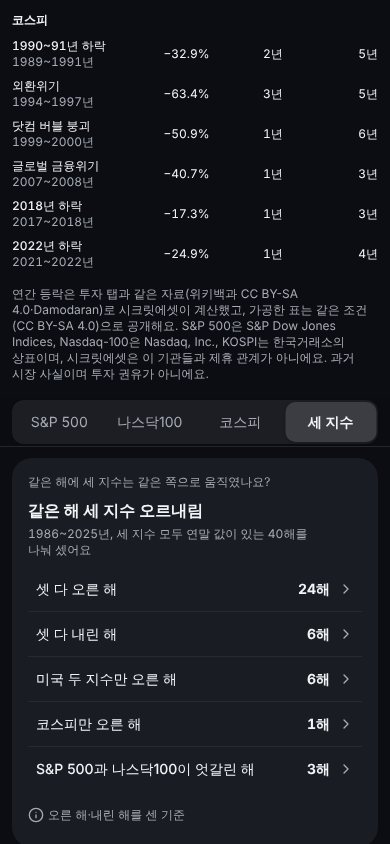 코스피
1990~91년 하락
1989~1991년
−32.9% 2년 5년
외환위기
1994~1997년
−63.4% 3년 5년
닷컴 버블 붕괴
1999~2000년
−50.9% 1년 6년
글로벌 금융위기
2007~2008년
−40.7% 1년 3년
2018년 하락
2017~2018년
−17.3% 1년 3년
2022년 하락
2021~2022년
−24.9% 1년 4년
연간 등락은 투자 탭과 같은 자료(위키백과 CC BY-SA
4.0·Damodaran)로 시크릿에셋이 계산했고, 가공한 표는 같은 조건
(CC BY-SA 4.0)으로 공개해요. S&P 500은 S&P Dow Jones
Indices, Nasdaq-100은 Nasdaq, Inc., KOSPI는 한국거래소의
상표이며, 시크릿에셋은 이 기관들과 제휴 관계가 아니에요. 과거
시장 사실이며 투자 권유가 아니에요.
S&P 500 나스닥100 코스피 세 지수
같은 해에 세 지수는 같은 쪽으로 움직였나요?
같은 해 세 지수 오르내림
1986~2025년, 세 지수 모두 연말 값이 있는 40해를
나눠 셌어요
셋 다 오른 해 24해
셋 다 내린 해 6해
미국 두 지수만 오른 해 6해
코스피만 오른 해 1해
S&P 500과 나스닥100이 엇갈린 해 3해
오른 해·내린 해를 센 기준